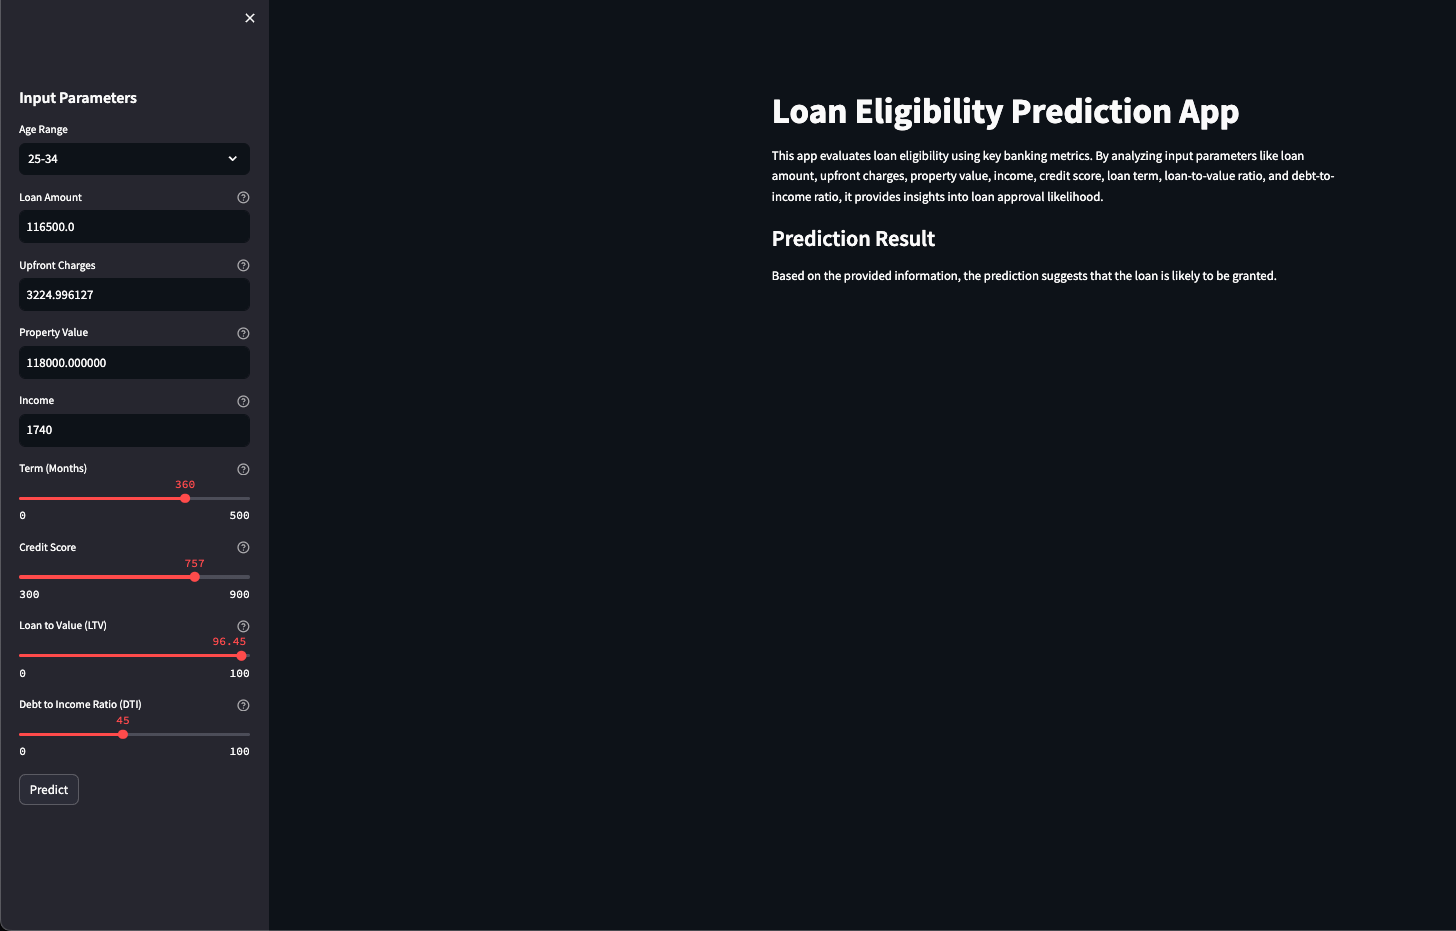 Input Parameters
Age Range
25-34
Loan Amount
116500.0
Upfront Charges
3224.996127
Property Value
118000.000000
Income
1740
Term (Months)
360
0 500
Credit Score
757
300 900
Loan to Value (LTV)
96.45
0 100
Debt to Income Ratio (DTI)
45
0 100
Predict
Loan Eligibility Prediction App
This app evaluates loan eligibility using key banking metrics. By analyzing input parameters like loan
amount, upfront charges, property value, income, credit score, loan term, loan-to-value ratio, and debt-to-
income ratio, it provides insights into loan approval likelihood.
Prediction Result
Based on the provided information, the prediction suggests that the loan is likely to be granted.